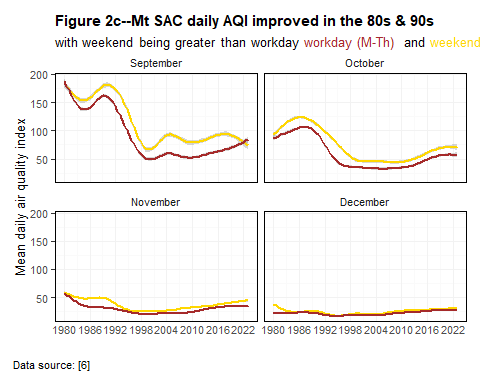 Figure 2c--Mt SAC daily AQI improved in the 80s & 90s
with weekend being greater than workday workday (M-Th) and weekend
September
October
200
150
100
50
November
December
200
150
100
50
Mean daily air quality index
1980 1986 1992 1998 2004 2010 2016 2022
1980 1986 1992 1998 2004 2010 2016 2022
Data source: [6]